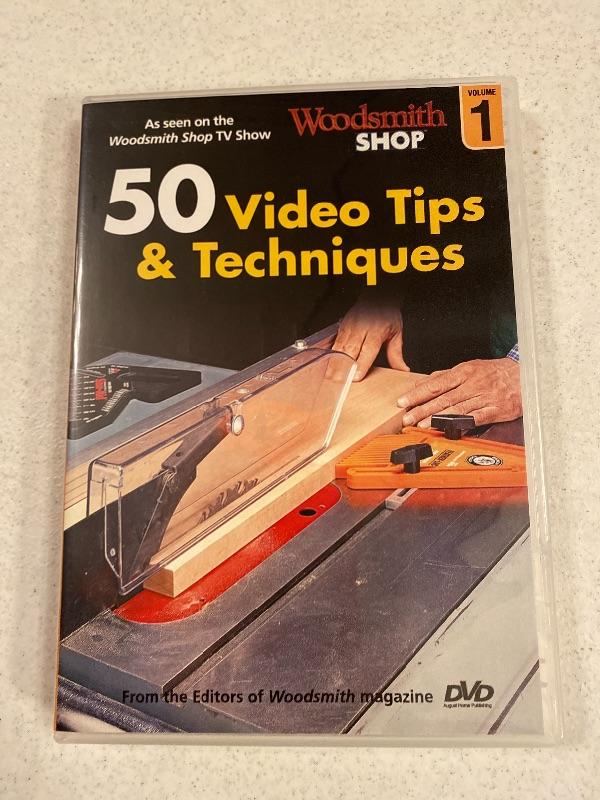 As seen on the
Woodsmith Shop TV Show
Woodsmith
SHOP
VOLUME
1
50 Video Tips
& Techniques
From the Editors of Woodsmith magazine
DVD
August Home Publishing